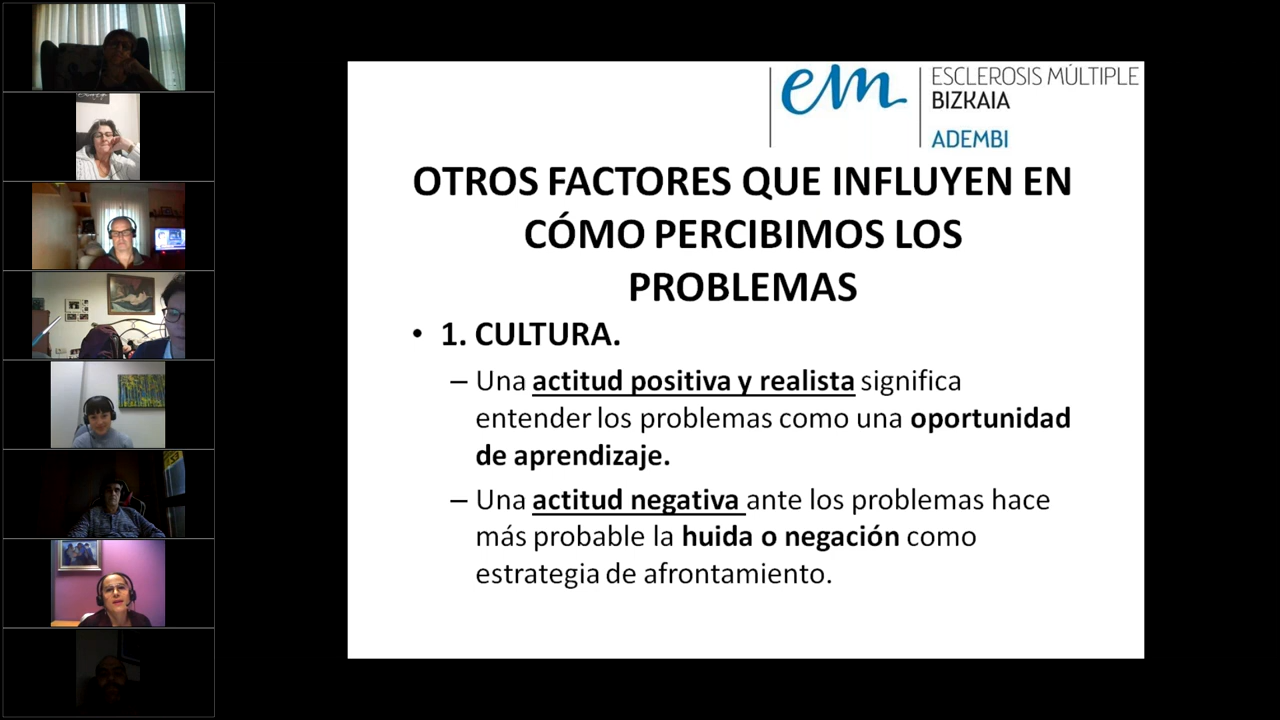 em
ESCLEROSIS MÚLTIPLE
BIZKAIA
ADEMBI
OTROS FACTORES QUE INFLUYEN EN
CÓMO PERCIBIMOS LOS
PROBLEMAS
• 1. CULTURA.
– Una actitud positiva y realista significa
entender los problemas como una oportunidad
de aprendizaje.
– Una actitud negativa ante los problemas hace
más probable la huida o negación como
estrategia de afrontamiento.